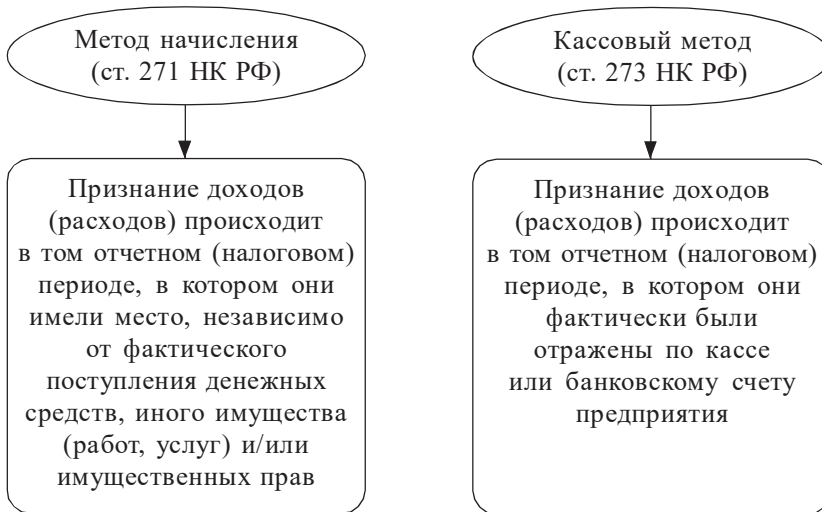 Метод начисления
(ст. 271 НК РФ)
Признание доходов
(расходов) происходит
в том отчетном (налоговом)
периоде, в котором они
имели место, независимо
от фактического
поступления денежных
средств, иного имущества
(работ, услуг) и/или
имущественных прав
Кассовый метод
(ст. 273 НК РФ)
Признание доходов
(расходов) происходит
в том отчетном (налоговом)
периоде, в котором они
фактически были
отражены по кассе
или банковскому счету
предприятия